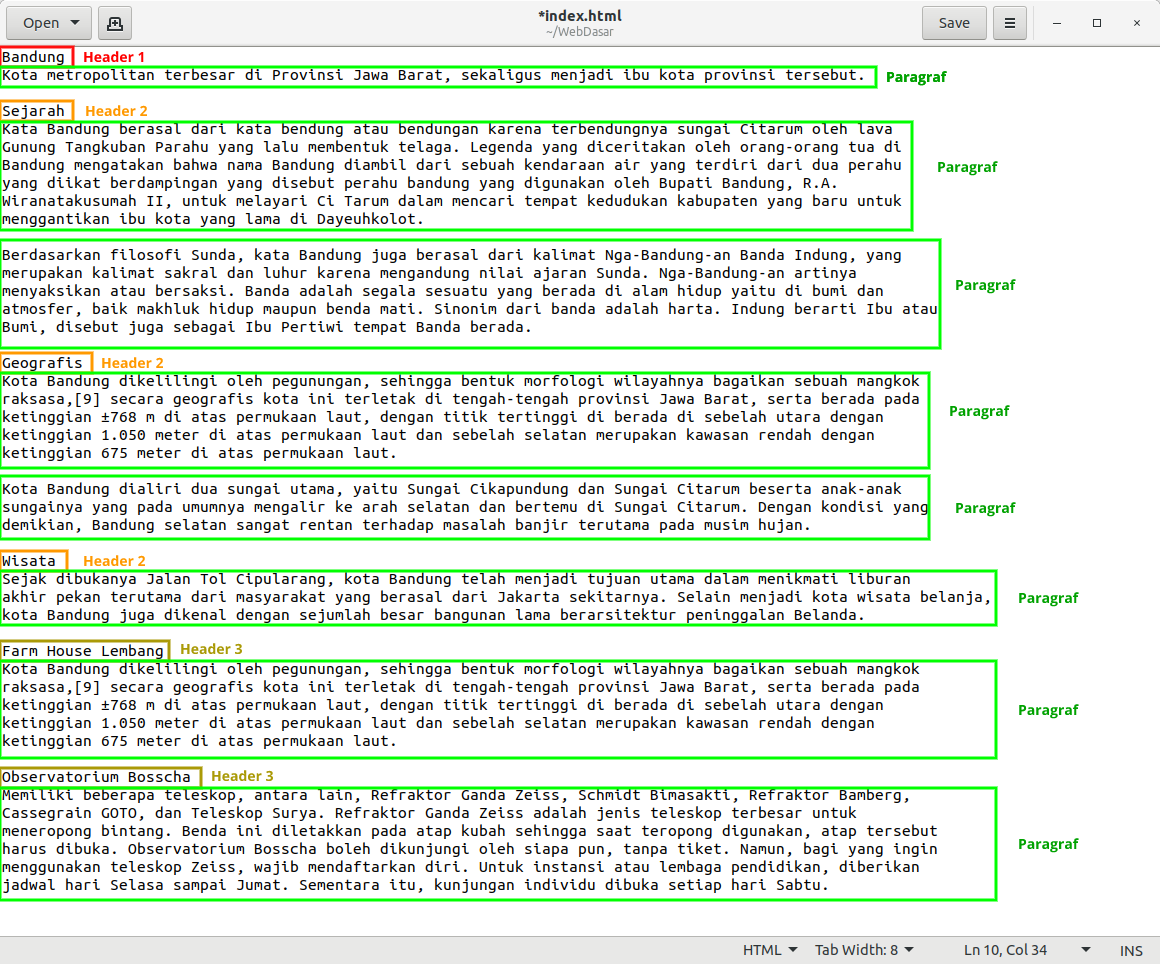 Open
*index.html
~/WebDasar
Save
Bandung Header 1
Kota metropolitan terbesar di Provinsi Jawa Barat, sekaligus menjadi ibu kota provinsi tersebut. Paragraf
Sejarah Header 2
Kata Bandung berasal dari kata bendung atau bendungan karena terbendungnya sungai Citarum oleh lava
Gunung Tangkuban Parahu yang lalu membentuk telaga. Legenda yang diceritakan oleh orang-orang tua di
Bandung mengatakan bahwa nama Bandung diambil dari sebuah kendaraan air yang terdiri dari dua perahu
yang diikat berdampingan yang disebut perahu bandung yang digunakan oleh Bupati Bandung, R.A.
Wiranatakusumah II, untuk melayari Ci Tarum dalam mencari tempat kedudukan kabupaten yang baru untuk
menggantikan ibu kota yang lama di Dayeuhkolot.
Paragraf
Berdasarkan filosofi Sunda, kata Bandung juga berasal dari kalimat Nga-Bandung-an Banda Indung, yang
merupakan kalimat sakral dan luhur karena mengandung nilai ajaran Sunda. Nga-Bandung-an artinya
menyaksikan atau bersaksi. Banda adalah segala sesuatu yang berada di alam hidup yaitu di bumi dan
atmosfer, baik makhluk hidup maupun benda mati. Sinonim dari banda adalah harta. Indung berarti Ibu atau
Bumi, disebut juga sebagai Ibu Pertiwi tempat Banda berada.
Paragraf
Geografis Header 2
Kota Bandung dikelilingi oleh pegunungan, sehingga bentuk morfologi wilayahnya bagaikan sebuah mangkok
raksasa,[9] secara geografis kota ini terletak di tengah-tengah provinsi Jawa Barat, serta berada pada
ketinggian ±768 m di atas permukaan laut, dengan titik tertinggi di berada di sebelah utara dengan
ketinggian 1.050 meter di atas permukaan laut dan sebelah selatan merupakan kawasan rendah dengan
ketinggian 675 meter di atas permukaan laut.
Paragraf
Kota Bandung dialiri dua sungai utama, yaitu Sungai Cikapundung dan Sungai Citarum beserta anak-anak
sungainya yang pada umumnya mengalir ke arah selatan dan bertemu di Sungai Citarum. Dengan kondisi yang
demikian, Bandung selatan sangat rentan terhadap masalah banjir terutama pada musim hujan.
Paragraf
Wisata Header 2
Sejak dibukanya Jalan Tol Cipularang, kota Bandung telah menjadi tujuan utama dalam menikmati liburan
akhir pekan terutama dari masyarakat yang berasal dari Jakarta sekitarnya. Selain menjadi kota wisata belanja,
kota Bandung juga dikenal dengan sejumlah besar bangunan lama berarsitektur peninggalan Belanda.
Paragraf
Farm House Lembang Header 3
Kota Bandung dikelilingi oleh pegunungan, sehingga bentuk morfologi wilayahnya bagaikan sebuah mangkok
raksasa,[9] secara geografis kota ini terletak di tengah-tengah provinsi Jawa Barat, serta berada pada
ketinggian ±768 m di atas permukaan laut, dengan titik tertinggi di berada di sebelah utara dengan
ketinggian 1.050 meter di atas permukaan laut dan sebelah selatan merupakan kawasan rendah dengan
ketinggian 675 meter di atas permukaan laut.
Paragraf
Observatorium Bosscha Header 3
Memiliki beberapa teleskop, antara lain, Refraktor Ganda Zeiss, Schmidt Bimasakti, Refraktor Bamberg,
Cassegrain GOTO, dan Teleskop Surya. Refraktor Ganda Zeiss adalah jenis teleskop terbesar untuk
meneropong bintang. Benda ini diletakkan pada atap kubah sehingga saat teropong digunakan, atap tersebut
harus dibuka. Observatorium Bosscha boleh dikunjungi oleh siapa pun, tanpa tiket. Namun, bagi yang ingin
menggunakan teleskop Zeiss, wajib mendaftarkan diri. Untuk instansi atau lembaga pendidikan, diberikan
jadwal hari Selasa sampai Jumat. Sementara itu, kunjungan individu dibuka setiap hari Sabtu.
Paragraf
HTML Tab Width: 8 Ln 10, Col 34 INS